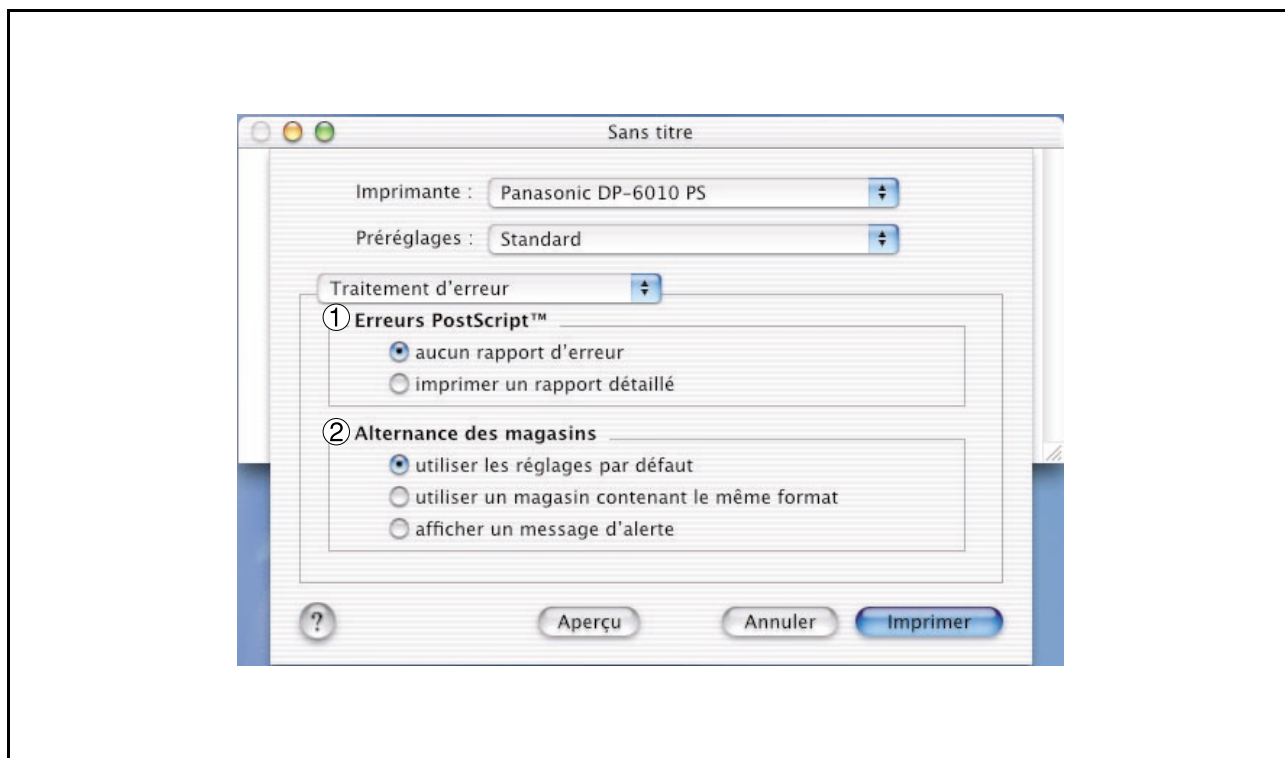 Sans titre
Imprimante : Panasonic DP-6010 PS
Préréglages : Standard
Traitement d'erreur
① Erreurs PostScript™
aucun rapport d'erreur
imprimer un rapport détaillé
② Alternance des magasins
utiliser les réglages par défaut
utiliser un magasin contenant le même format
afficher un message d'alerte
? Aperçu Annuler Imprimer